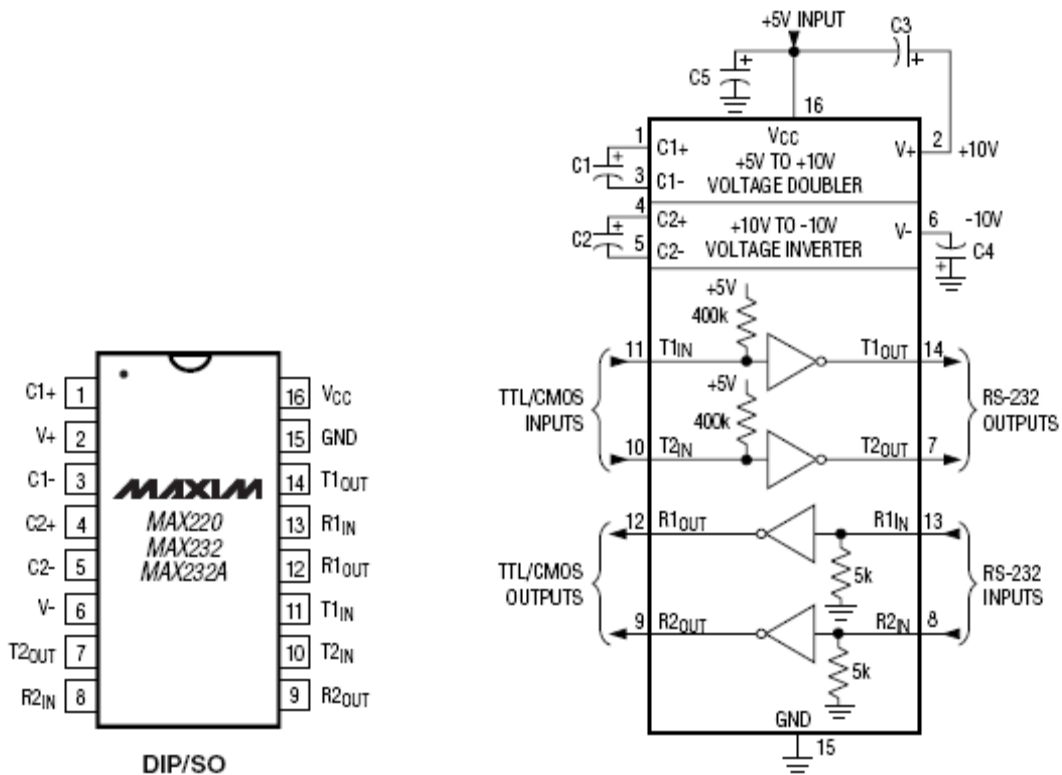 C1+ 1
V+ 2
C1- 3
C2+ 4
C2- 5
V- 6
T2OUT 7
R2IN 8
MAXIM
MAX220
MAX232
MAX232A
16 VCC
15 GND
14 T1OUT
13 R1IN
12 R1OUT
11 T1IN
10 T2IN
9 R2OUT
DIP/SO
+5V INPUT
C3
+
C5
+
16
VCC
1 C1+
C1 +
3 C1-
+5V TO +10V
VOLTAGE DOUBLER
V+ 2 +10V
4 C2+
C2 +
5 C2-
+10V TO -10V
VOLTAGE INVERTER
V- 6 -10V
C4
+
+5V
400k
11 T1IN
T1OUT 14
TTL/CMOS
INPUTS
+5V
400k
RS-232
OUTPUTS
10 T2IN
T2OUT 7
12 R1OUT
R1IN 13
TTL/CMOS
OUTPUTS
5k
RS-232
INPUTS
9 R2OUT
R2IN 8
5k
GND
15